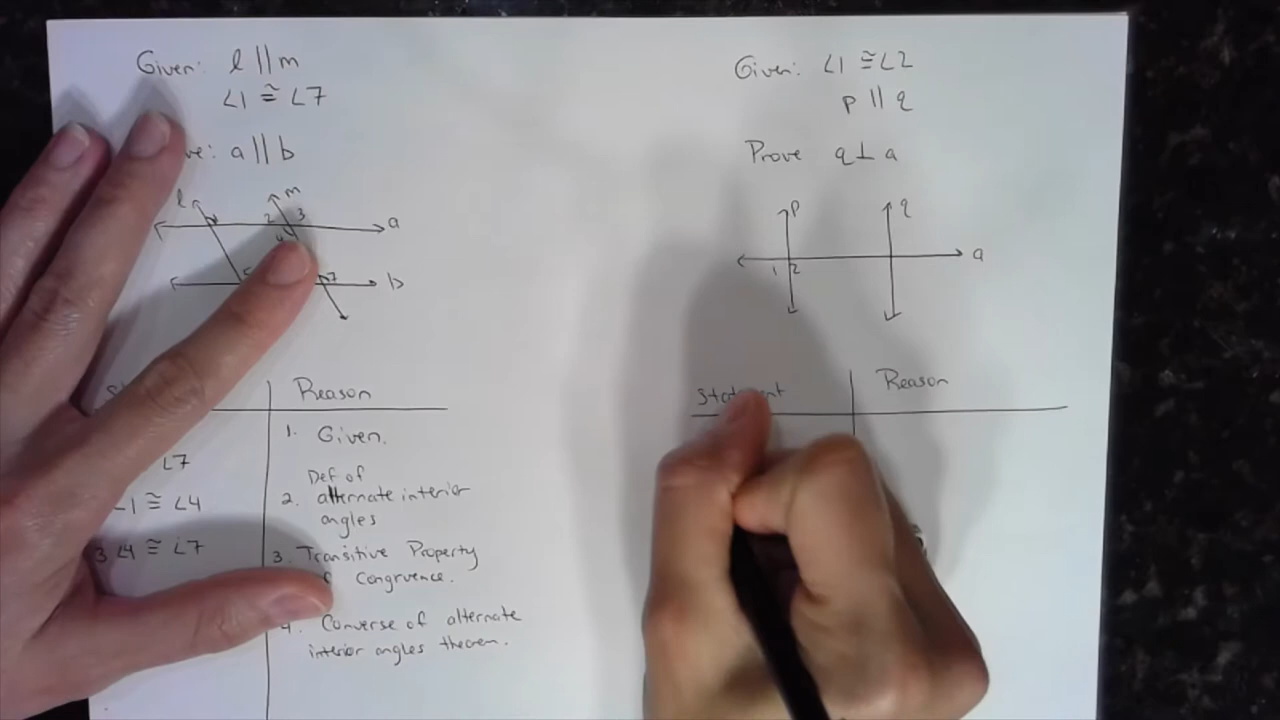 Given: l || m
∠1 ≅ ∠7
ve: a || b
l m
2 3 a
4
7 b
Reason
1. Given.
∠7
Def of
∠1 ≅ ∠4 2. alternate interior
angles
3 ∠4 ≅ ∠7 3. Transitive Property
Congruence.
4. Converse of alternate
interior angles theorem.
Given: ∠1 ≅ ∠2
p || q
Prove q ⊥ a
p q
a
1 2
Statement Reason